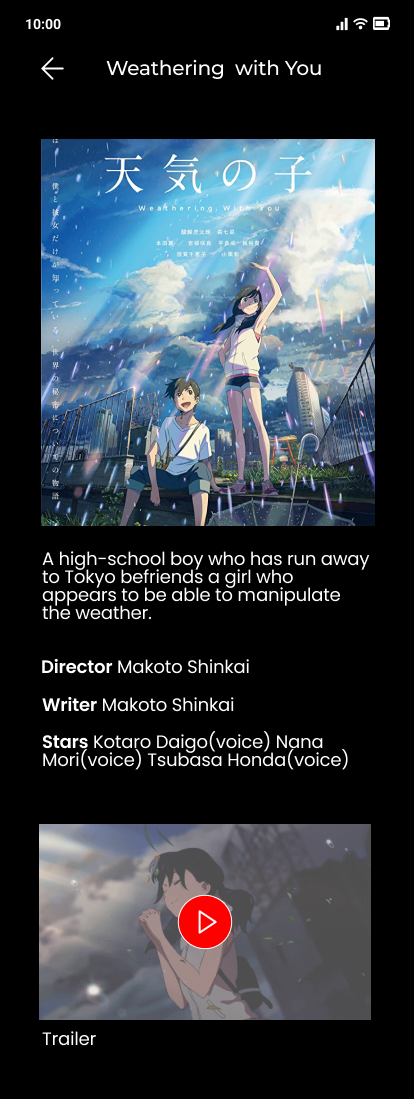 10:00
Weathering with You
天気の子
Weathering With You
A high-school boy who has run away
to Tokyo befriends a girl who
appears to be able to manipulate
the weather.
Director Makoto Shinkai
Writer Makoto Shinkai
Stars Kotaro Daigo(voice) Nana
Mori(voice) Tsubasa Honda(voice)
Trailer